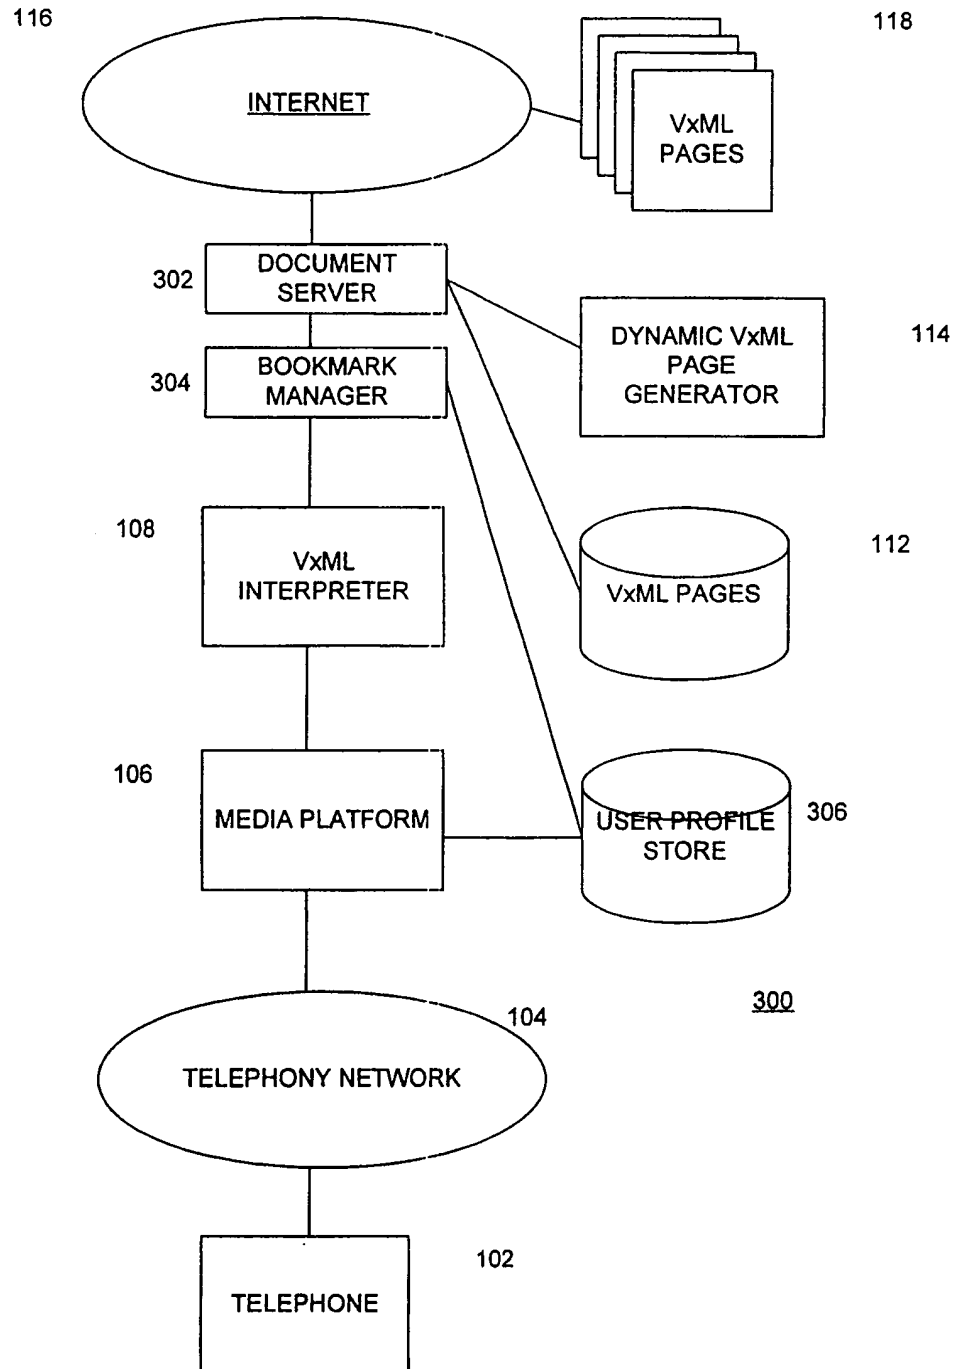 116
118
INTERNET
VxML
PAGES
302
DOCUMENT
SERVER
DYNAMIC VxML
PAGE
GENERATOR
114
304
BOOKMARK
MANAGER
108
VxML
INTERPRETER
112
VxML PAGES
106
MEDIA PLATFORM
USER PROFILE
STORE
306
300
104
TELEPHONY NETWORK
102
TELEPHONE